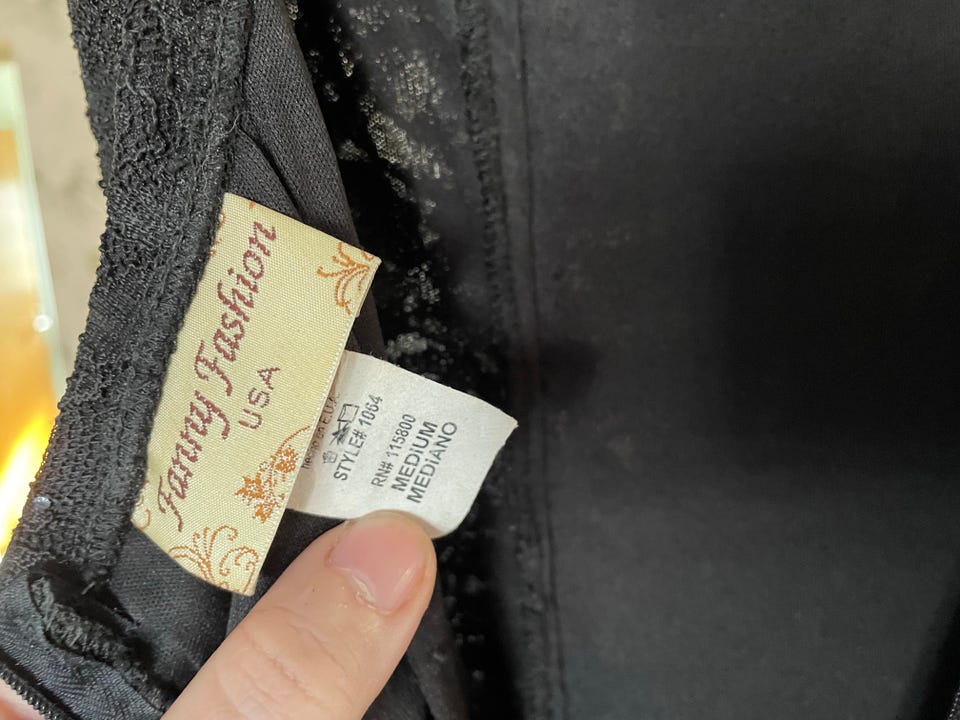 Fanny Fashion
USA
STYLE# 1064
RN# 115800
MEDIUM
MEDiANO